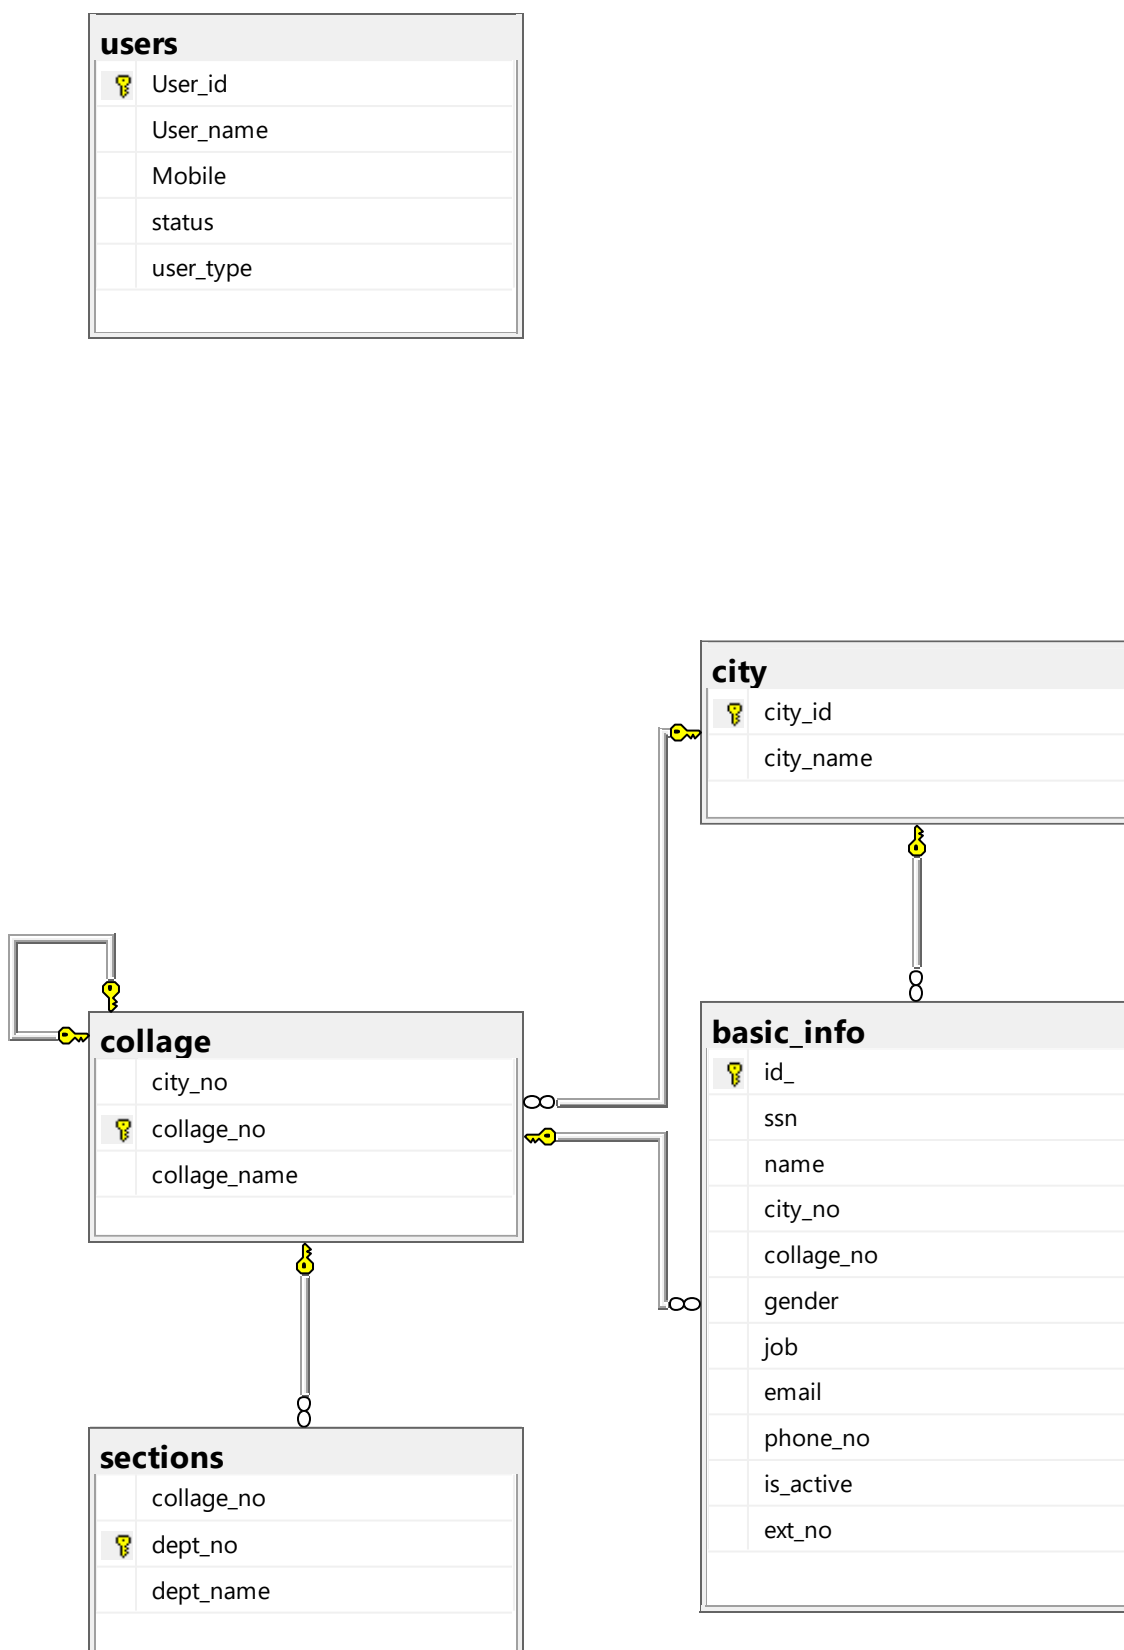 users
User_id
User_name
Mobile
status
user_type
city
city_id
city_name
collage
city_no
collage_no
collage_name
basic_info
id_
ssn
name
city_no
collage_no
gender
job
email
phone_no
is_active
ext_no
sections
collage_no
dept_no
dept_name